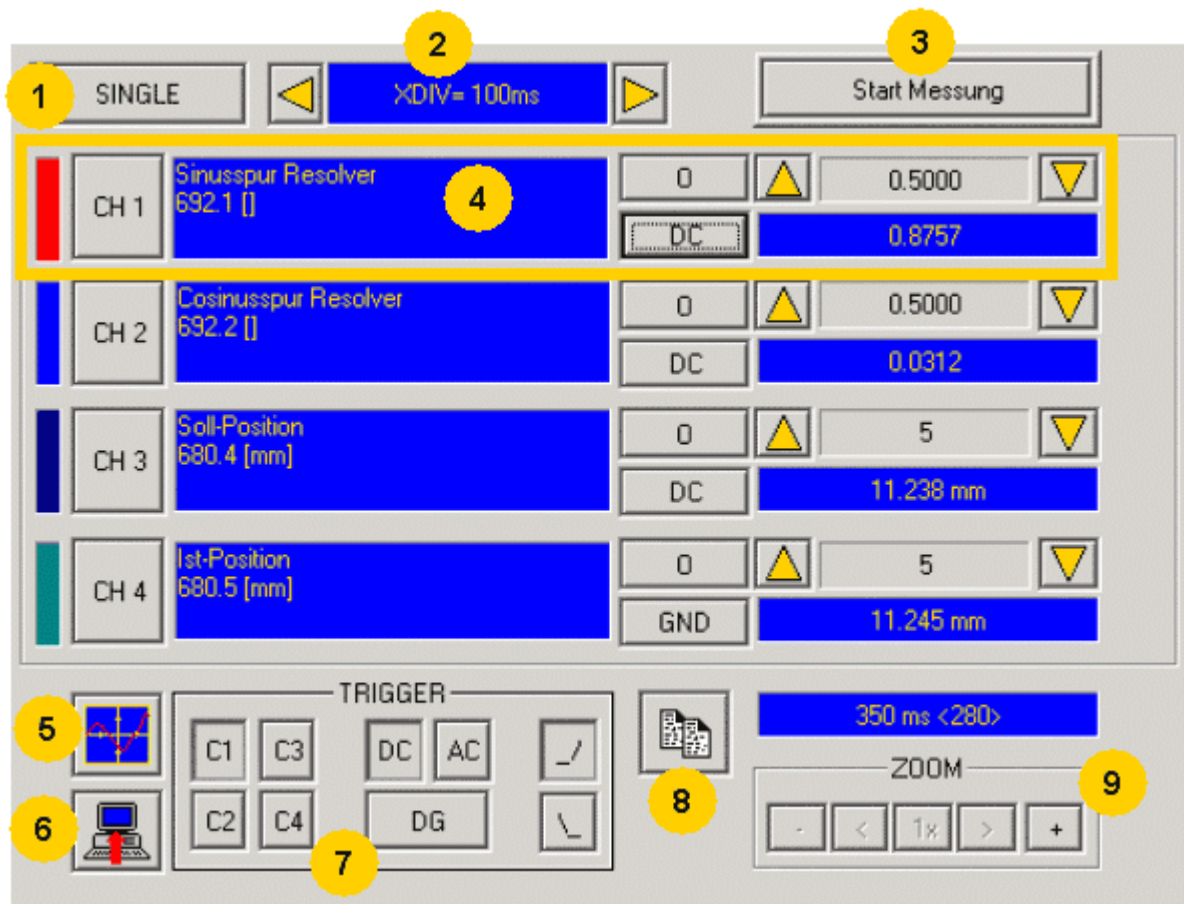 2
3
1
SINGLE
XDIV= 100ms
Start Messung
CH 1
Sinusspur Resolver
692.1 []
4
0
0.5000
DC
0.8757
CH 2
Cosinusspur Resolver
692.2 []
0
0.5000
DC
0.0312
CH 3
Soll-Position
680.4 [mm]
0
5
DC
11.238 mm
CH 4
Ist-Position
680.5 [mm]
0
5
GND
11.245 mm
5
6
TRIGGER
C1
C3
DC
AC
_/
C2
C4
DG
\_
7
8
350 ms <280>
ZOOM
9
-
<
1x
>
+